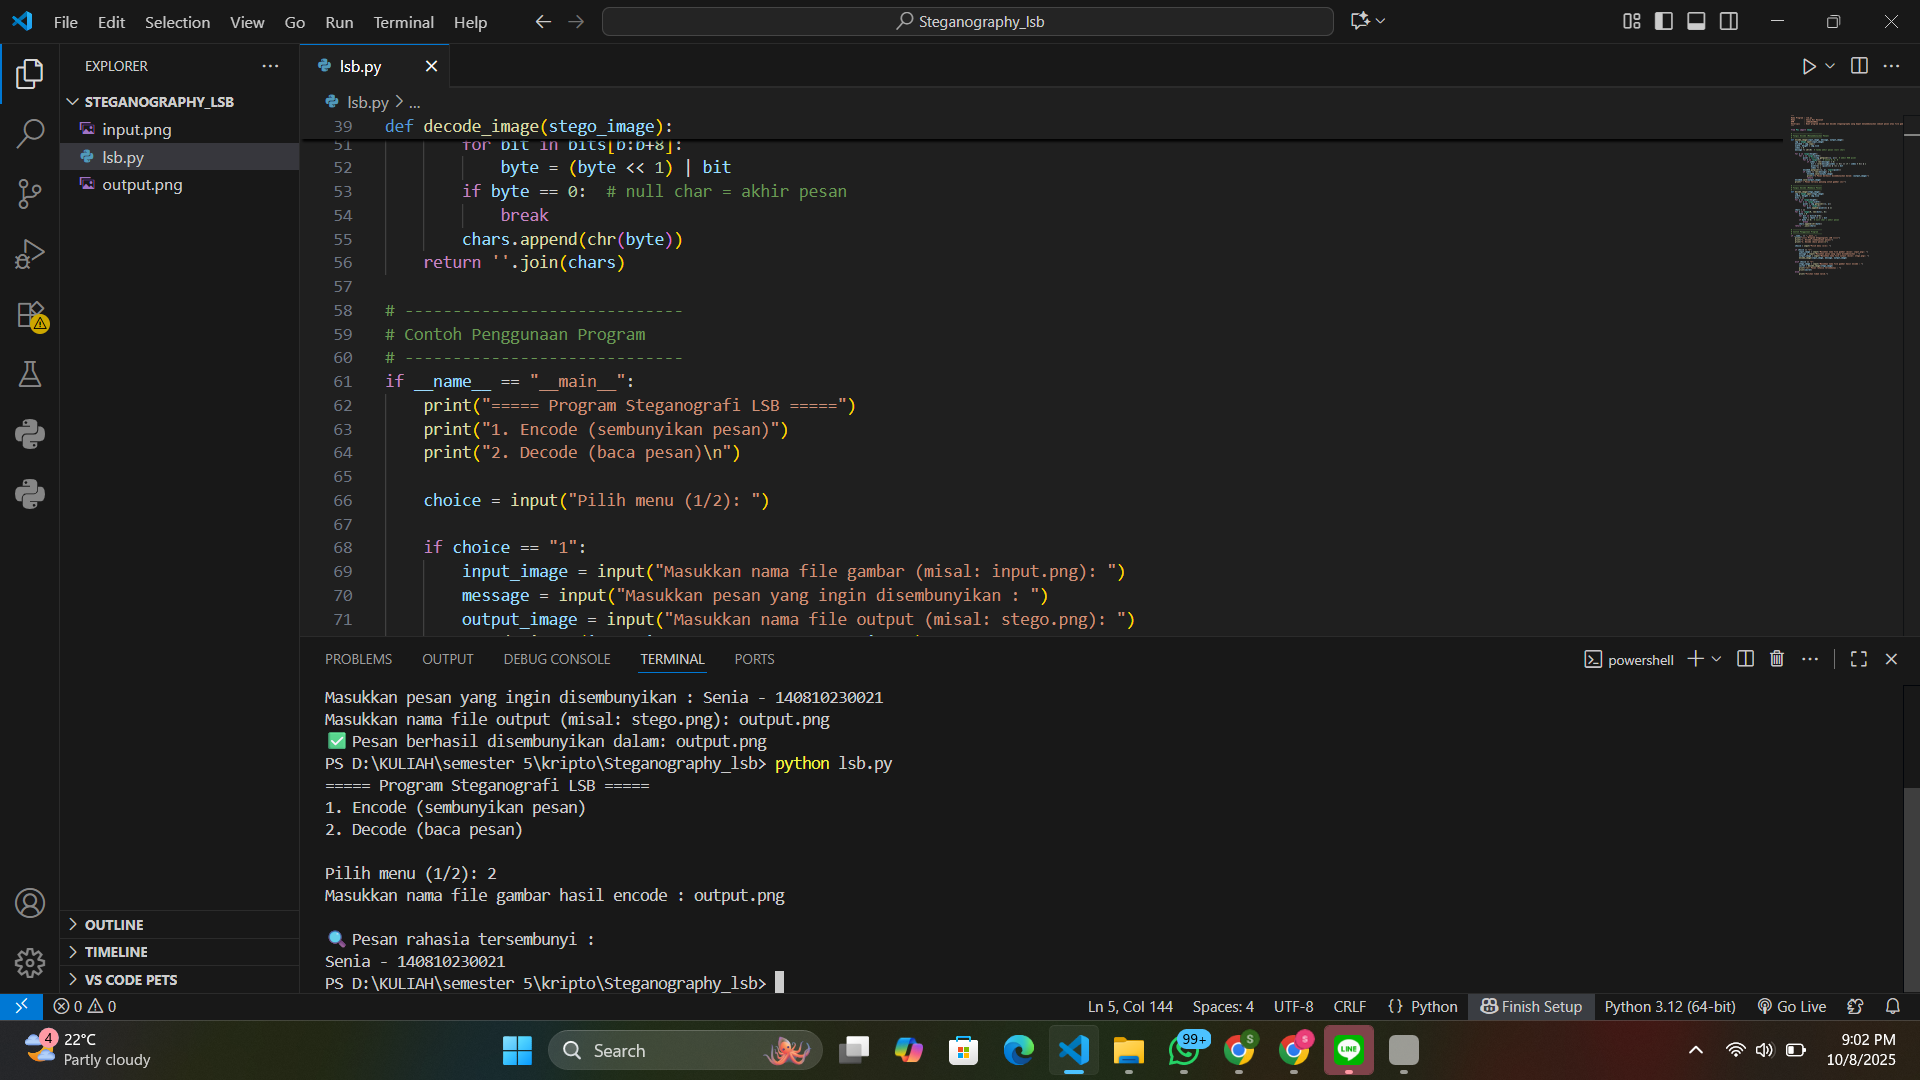 File Edit Selection View Go Run Terminal Help
Steganography_lsb
EXPLORER
STEGANOGRAPHY_LSB
input.png
lsb.py
output.png
OUTLINE
TIMELINE
VS CODE PETS
lsb.py
lsb.py > ...
39 def decode_image(stego_image):
51 for bit in bits[b:b+8]:
52 byte = (byte << 1) | bit
53 if byte == 0:  # null char = akhir pesan
54 break
55 chars.append(chr(byte))
56 return ''.join(chars)
57
58 # -----------------------------
59 # Contoh Penggunaan Program
60 # -----------------------------
61 if __name__ == "__main__":
62 print("===== Program Steganografi LSB =====")
63 print("1. Encode (sembunyikan pesan)")
64 print("2. Decode (baca pesan)\n")
65
66 choice = input("Pilih menu (1/2): ")
67
68 if choice == "1":
69 input_image = input("Masukkan nama file gambar (misal: input.png): ")
70 message = input("Masukkan pesan yang ingin disembunyikan : ")
71 output_image = input("Masukkan nama file output (misal: stego.png): ")
PROBLEMS OUTPUT DEBUG CONSOLE TERMINAL PORTS
powershell
Masukkan pesan yang ingin disembunyikan : Senia - 140810230021
Masukkan nama file output (misal: stego.png): output.png
✅ Pesan berhasil disembunyikan dalam: output.png
PS D:\KULIAH\semester 5\kripto\Steganography_lsb> python lsb.py
===== Program Steganografi LSB =====
1. Encode (sembunyikan pesan)
2. Decode (baca pesan)
Pilih menu (1/2): 2
Masukkan nama file gambar hasil encode : output.png
🔍 Pesan rahasia tersembunyi :
Senia - 140810230021
PS D:\KULIAH\semester 5\kripto\Steganography_lsb>
0 0
Ln 5, Col 144 Spaces: 4 UTF-8 CRLF {} Python Finish Setup Python 3.12 (64-bit) Go Live
4
22°C
Partly cloudy
Search
99+
S
S
LINE
9:02 PM
10/8/2025